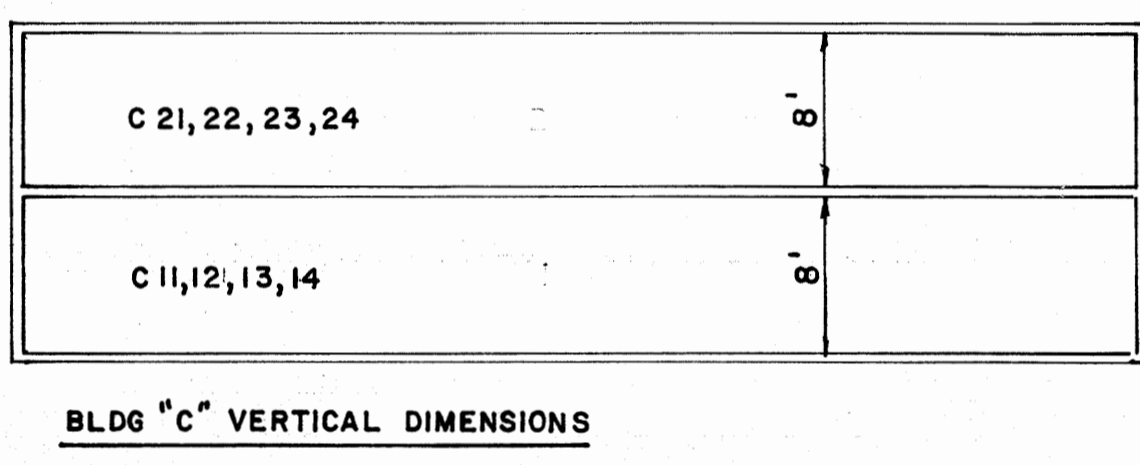 C 21, 22, 23, 24
8'
C 11, 12, 13, 14
8'
BLDG "C" VERTICAL DIMENSIONS